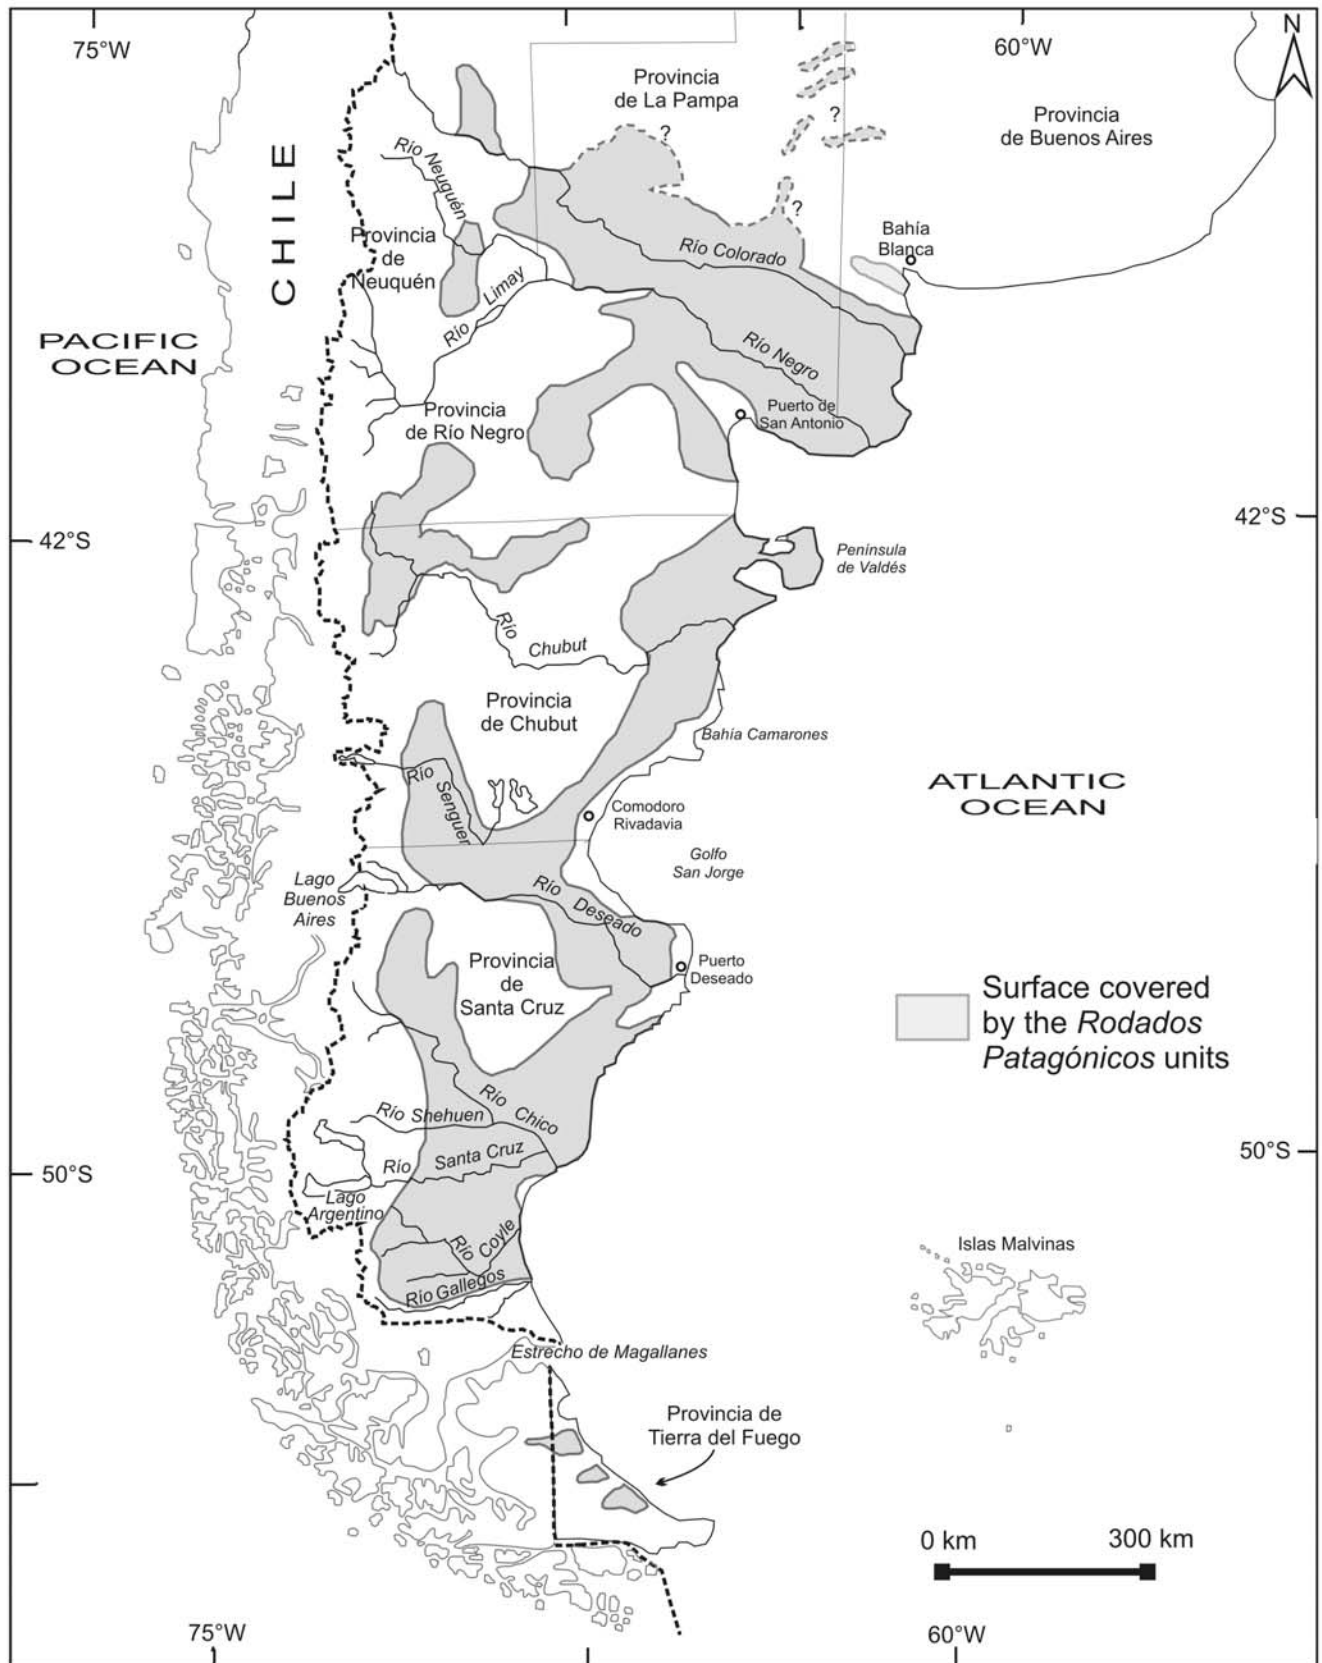 75°W
60°W
N
Provincia
de La Pampa
Provincia
de Buenos Aires
?
?
?
CHILE
Río Neuquén
Provincia
de
Neuquén
Río Colorado
Bahía
Blanca
Río Limay
PACIFIC
OCEAN
Río Negro
Provincia
de Río Negro
Puerto de
San Antonio
42°S
42°S
Península
de Valdés
Río Chubut
Provincia
de Chubut
Bahía Camarones
Río Senguer
ATLANTIC
OCEAN
Comodoro
Rivadavia
Golfo
San Jorge
Lago
Buenos
Aires
Río Deseado
Provincia
de
Santa Cruz
Puerto
Deseado
Surface covered
by the Rodados
Patagónicos units
Río Chico
Río Shehuen
Río Santa Cruz
50°S
50°S
Lago
Argentino
Río Coyle
Islas Malvinas
Río Gallegos
Estrecho de Magallanes
Provincia de
Tierra del Fuego
0 km
300 km
75°W
60°W